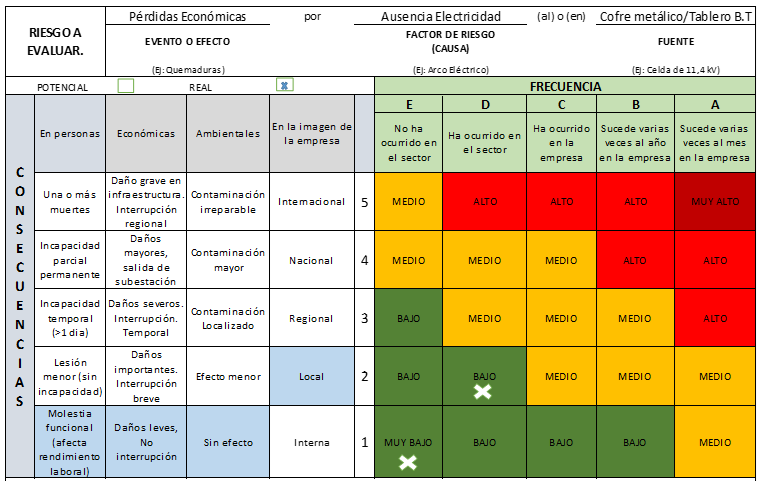 RIESGO A
EVALUAR.
Pérdidas Económicas por Ausencia Electricidad (al) o (en) Cofre metálico/Tablero B.T
EVENTO O EFECTO
FACTOR DE RIESGO
(CAUSA)
FUENTE
(Ej: Quemaduras)
(Ej: Arco Eléctrico)
(Ej: Celda de 11,4 kV)
POTENCIAL REAL
FRECUENCIA
E D C B A
En personas
Económicas
Ambientales
En la imagen de
la empresa
No ha
ocurrido en
el sector
Ha ocurrido en
el sector
Ha ocurrido
en la
empresa
Sucede varias
veces al año
en la empresa
Sucede varias
veces al mes
en la empresa
CONSECUENCIAS
Una o más
muertes
Daño grave en
infraestructura.
Interrupción
regional
Contaminación
irreparable
Internacional
5
MEDIO ALTO ALTO ALTO MUY ALTO
Incapacidad
parcial
permanente
Daños
mayores,
salida de
subestación
Contaminación
mayor
Nacional
4
MEDIO MEDIO MEDIO ALTO ALTO
Incapacidad
temporal
(>1 dia)
Daños severos.
Interrupción.
Temporal
Contaminación
Localizado
Regional
3
BAJO MEDIO MEDIO MEDIO ALTO
Lesión
menor (sin
incapacidad)
Daños
importantes.
Interrupción
breve
Efecto menor
Local
2
BAJO BAJO MEDIO MEDIO MEDIO
Molestia
funcional
(afecta
rendimiento
laboral)
Daños leves,
No
interrupción
Sin efecto
Interna
1
MUY BAJO BAJO BAJO BAJO MEDIO